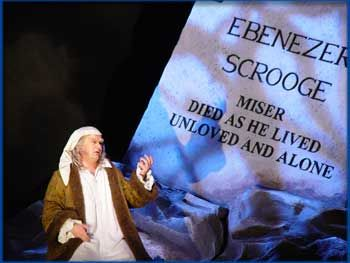 EBENEZER
SCROOGE
MISER
DIED AS HE LIVED
UNLOVED AND ALONE